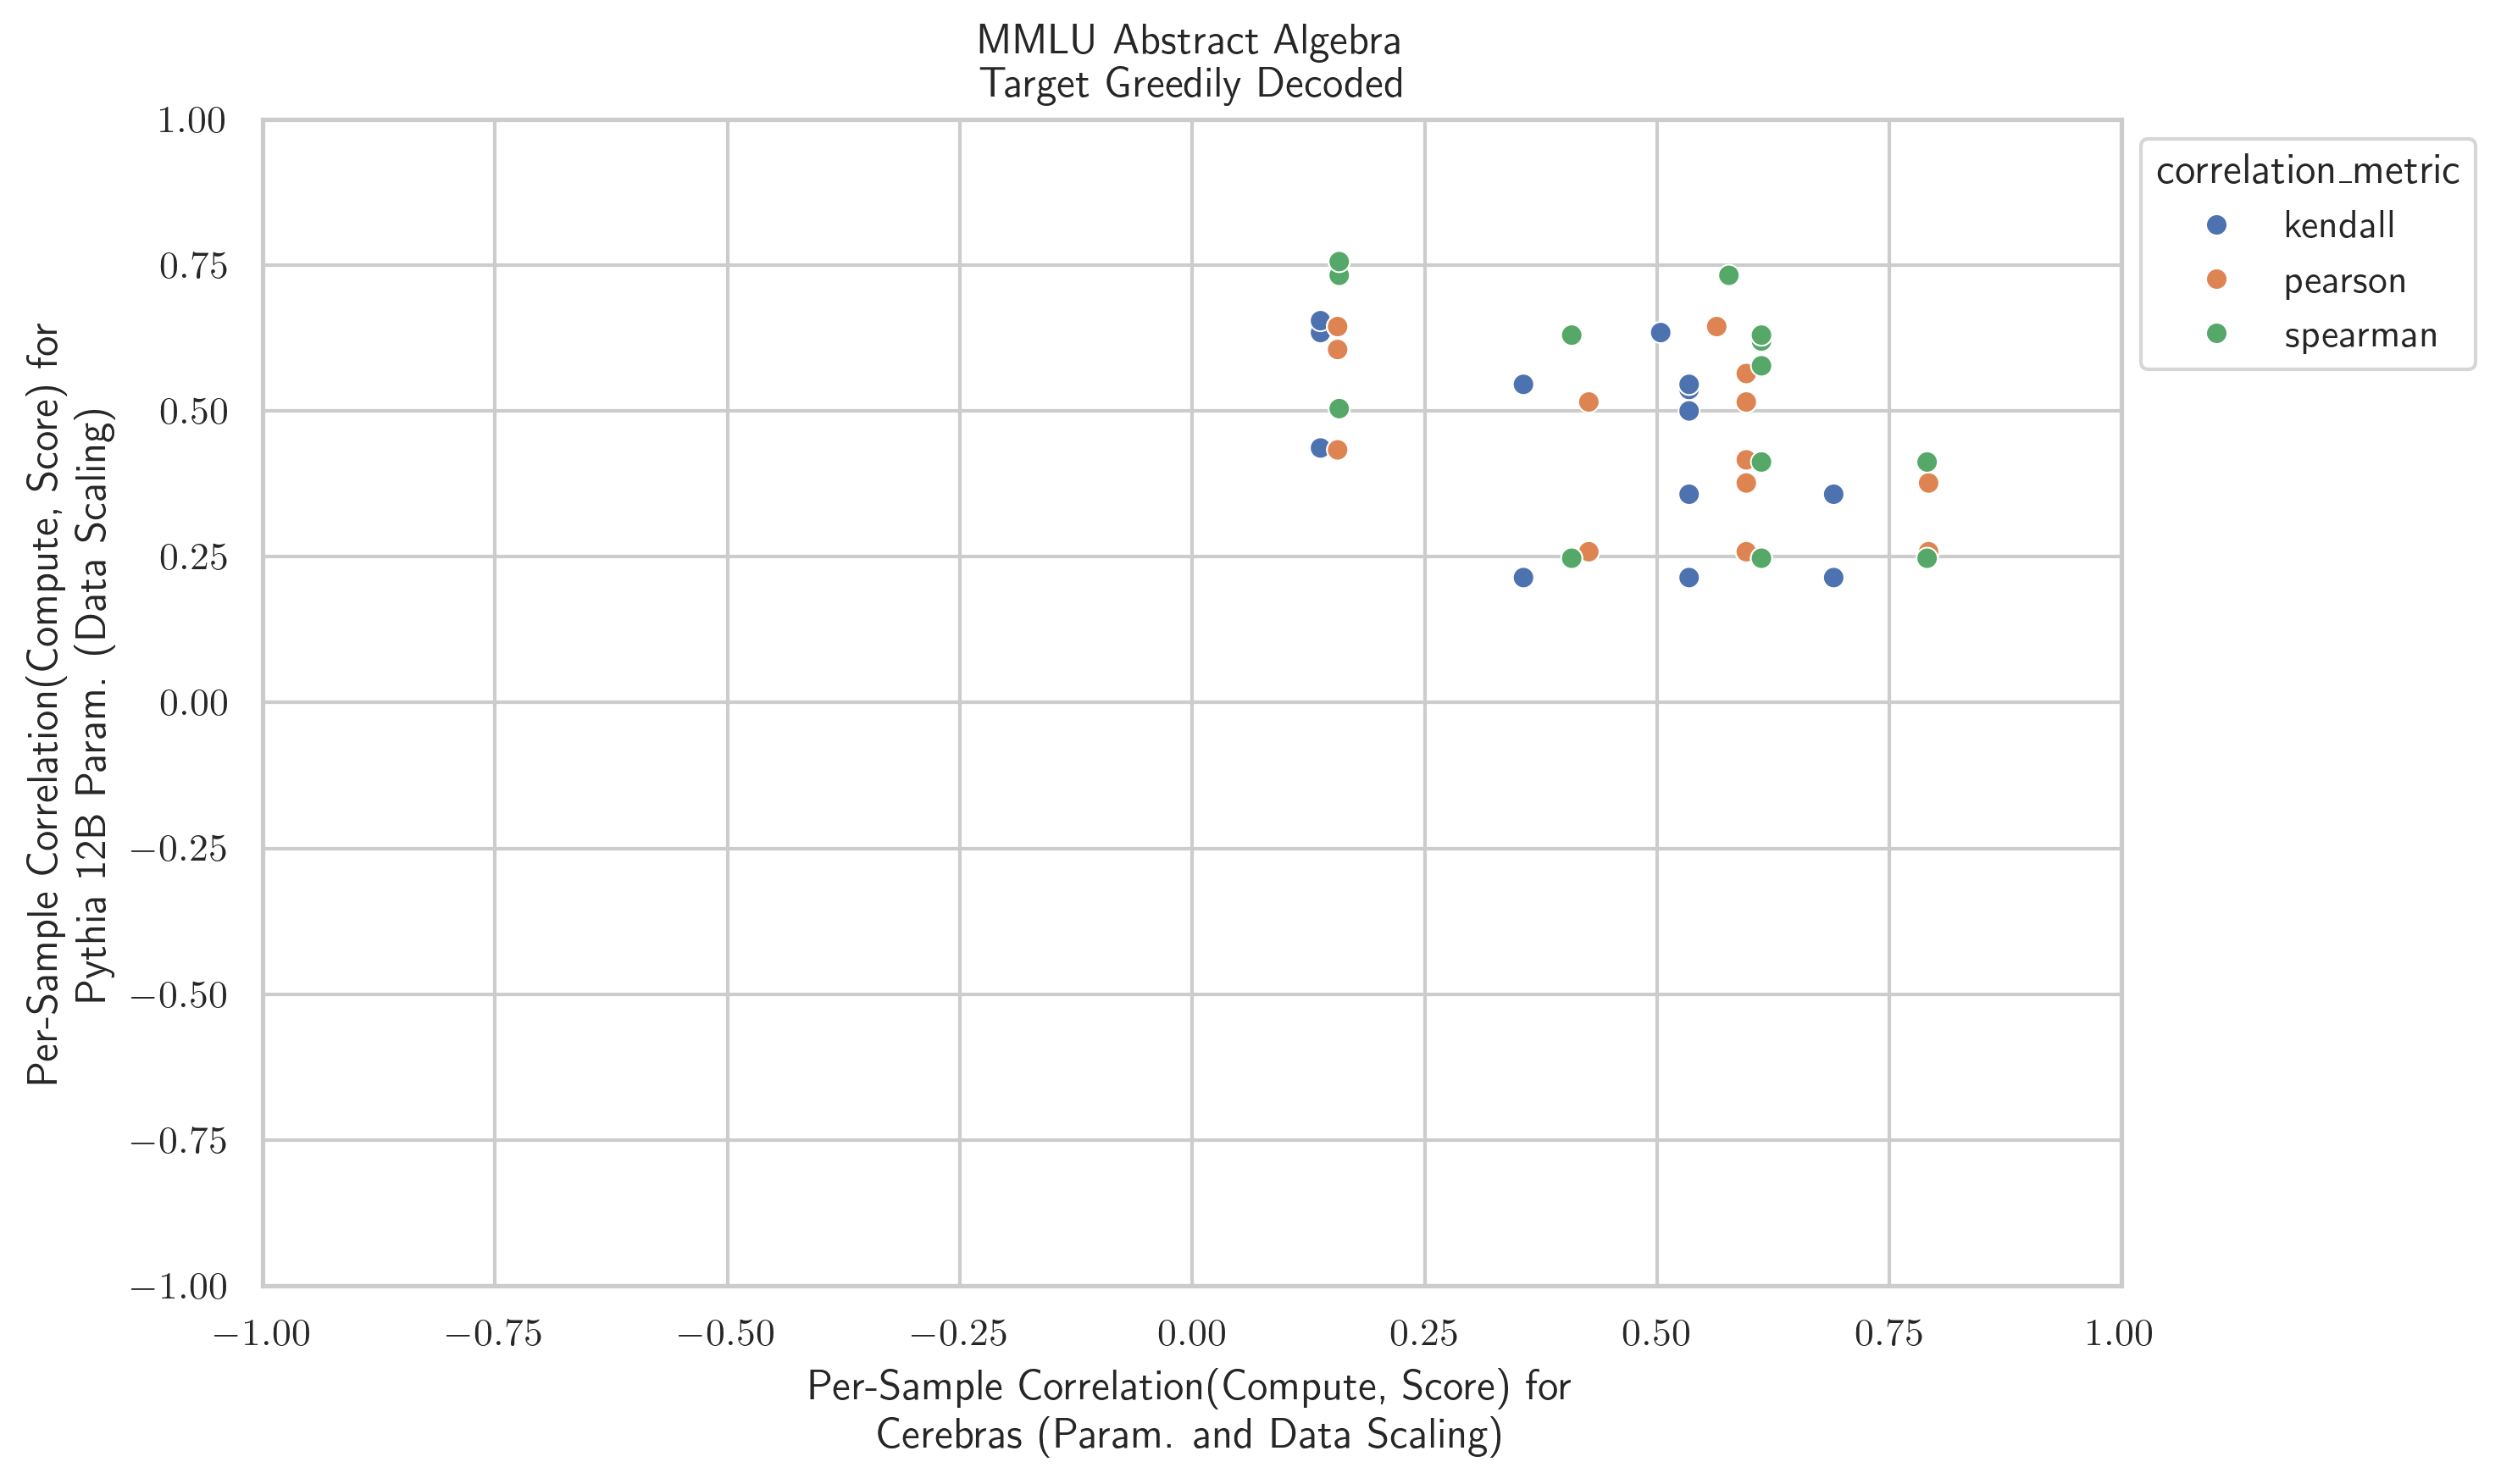 MMLU Abstract Algebra
Target Greedily Decoded
Per-Sample Correlation(Compute, Score) for
Pythia 12B Param. (Data Scaling)
1.00
0.75
0.50
0.25
0.00
−0.25
−0.50
−0.75
−1.00
−1.00 −0.75 −0.50 −0.25 0.00 0.25 0.50 0.75 1.00
Per-Sample Correlation(Compute, Score) for
Cerebras (Param. and Data Scaling)
correlation_metric
kendall
pearson
spearman